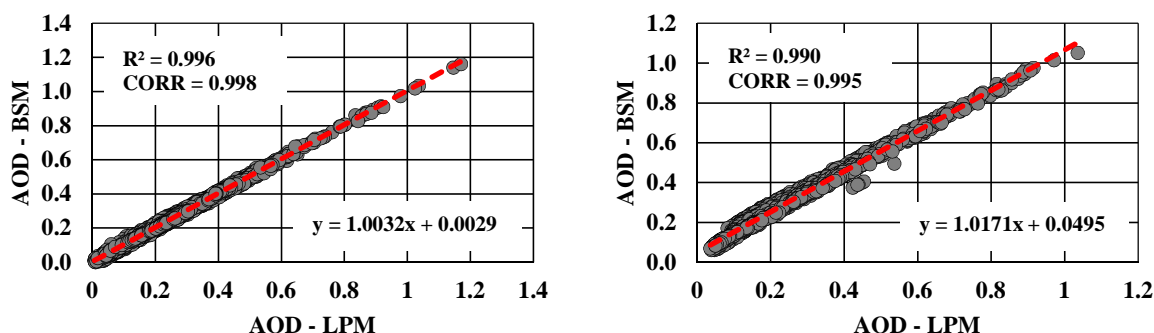 1.4
1.2
1.0
0.8
0.6
0.4
0.2
0.0
AOD - BSM
R² = 0.996
CORR = 0.998
y = 1.0032x + 0.0029
0 0.2 0.4 0.6 0.8 1 1.2 1.4
AOD - LPM
1.2
1.0
0.8
0.6
0.4
0.2
0.0
AOD - BSM
R² = 0.990
CORR = 0.995
y = 1.0171x + 0.0495
0 0.2 0.4 0.6 0.8 1 1.2
AOD - LPM